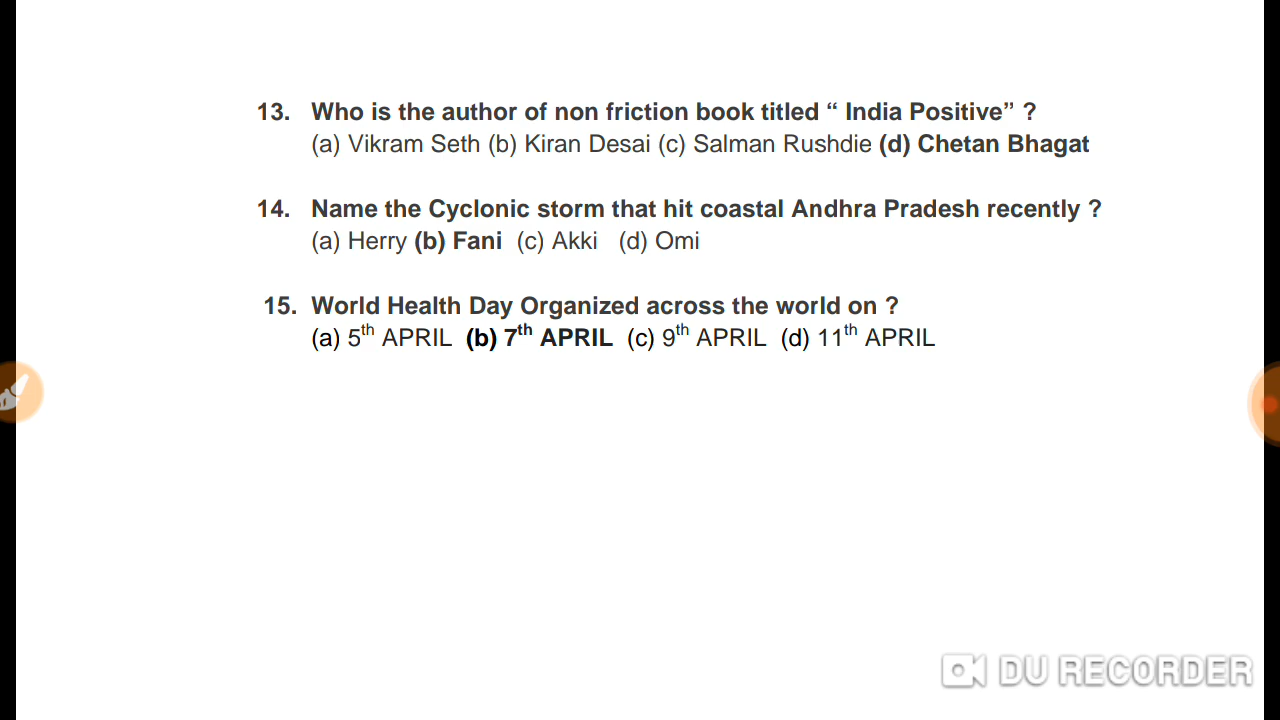 13. Who is the author of non friction book titled “ India Positive” ?
(a) Vikram Seth (b) Kiran Desai (c) Salman Rushdie (d) Chetan Bhagat
14. Name the Cyclonic storm that hit coastal Andhra Pradesh recently ?
(a) Herry (b) Fani (c) Akki (d) Omi
15. World Health Day Organized across the world on ?
(a) 5th APRIL (b) 7th APRIL (c) 9th APRIL (d) 11th APRIL
DU RECORDER